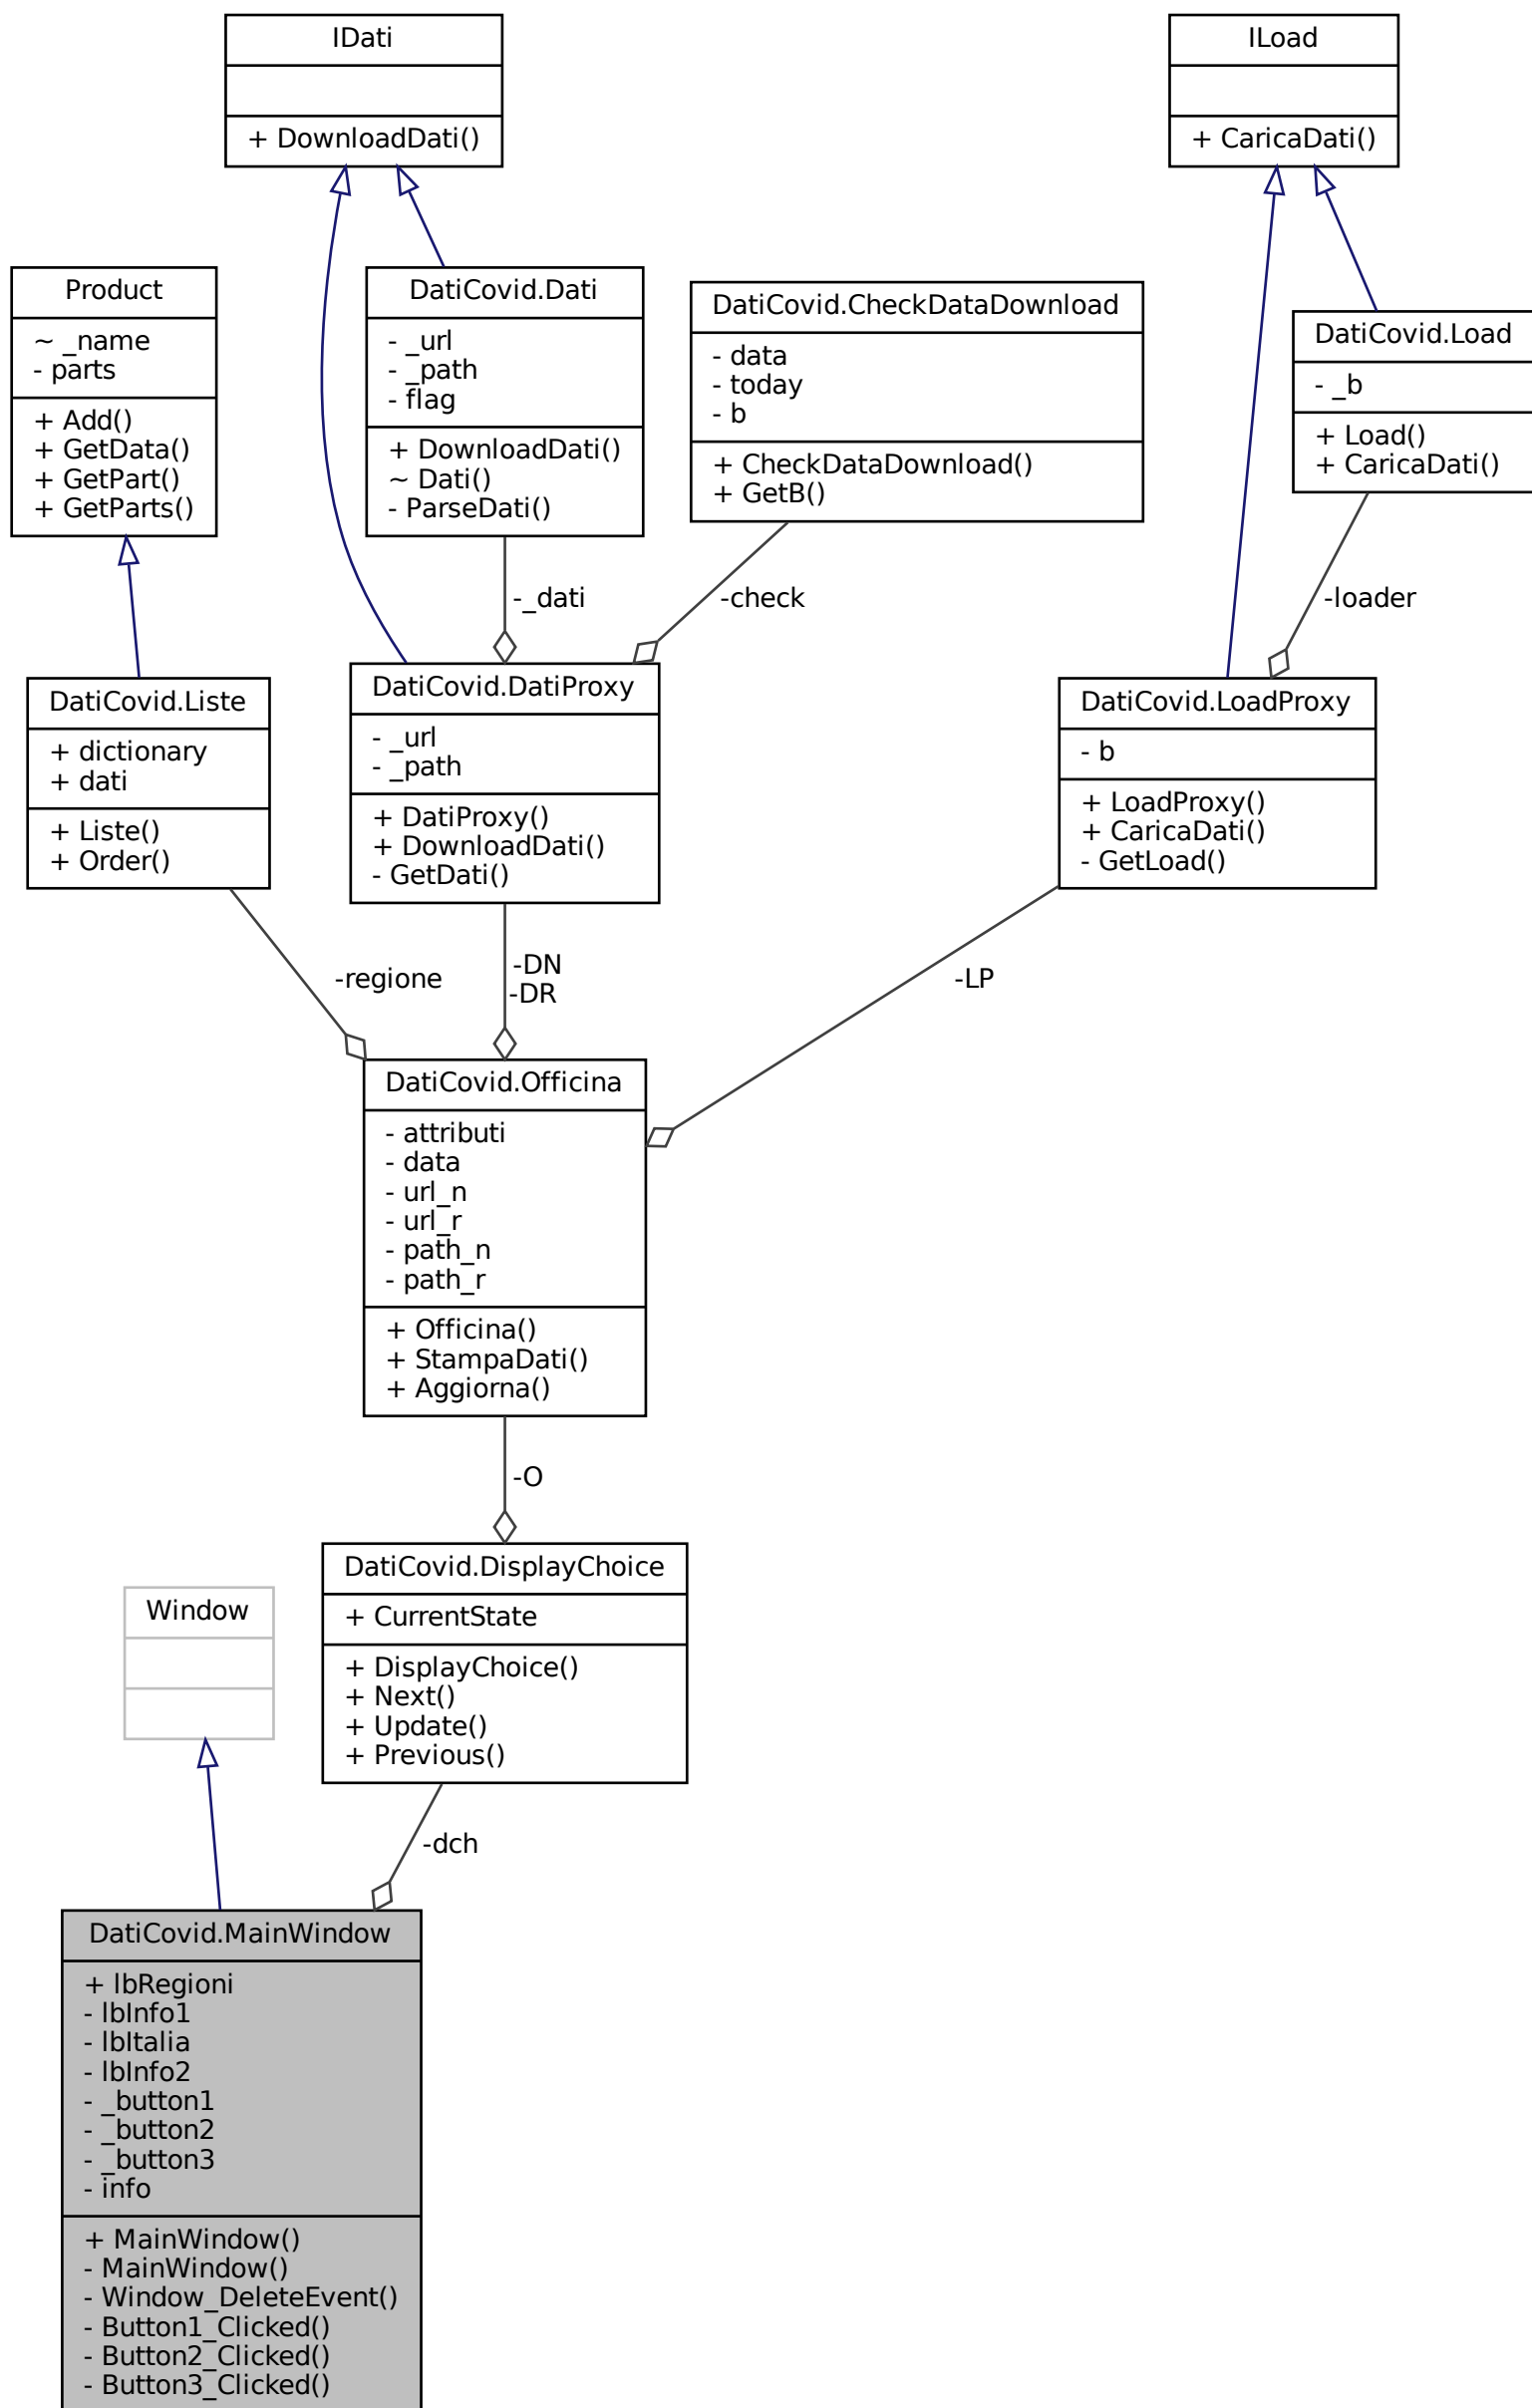 IDati
+ DownloadDati()
ILoad
+ CaricaDati()
Product
~ _name
- parts
+ Add()
+ GetData()
+ GetPart()
+ GetParts()
DatiCovid.Dati
- _url
- _path
- flag
+ DownloadDati()
~ Dati()
- ParseDati()
DatiCovid.CheckDataDownload
- data
- today
- b
+ CheckDataDownload()
+ GetB()
DatiCovid.Load
- _b
+ Load()
+ CaricaDati()
-_dati
-check
-loader
DatiCovid.Liste
+ dictionary
+ dati
+ Liste()
+ Order()
DatiCovid.DatiProxy
- _url
- _path
+ DatiProxy()
+ DownloadDati()
- GetDati()
DatiCovid.LoadProxy
- b
+ LoadProxy()
+ CaricaDati()
- GetLoad()
-regione
-DN
-DR
-LP
DatiCovid.Officina
- attributi
- data
- url_n
- url_r
- path_n
- path_r
+ Officina()
+ StampaDati()
+ Aggiorna()
-O
Window
DatiCovid.DisplayChoice
+ CurrentState
+ DisplayChoice()
+ Next()
+ Update()
+ Previous()
-dch
DatiCovid.MainWindow
+ lbRegioni
- lbInfo1
- lbItalia
- lbInfo2
- _button1
- _button2
- _button3
- info
+ MainWindow()
- MainWindow()
- Window_DeleteEvent()
- Button1_Clicked()
- Button2_Clicked()
- Button3_Clicked()